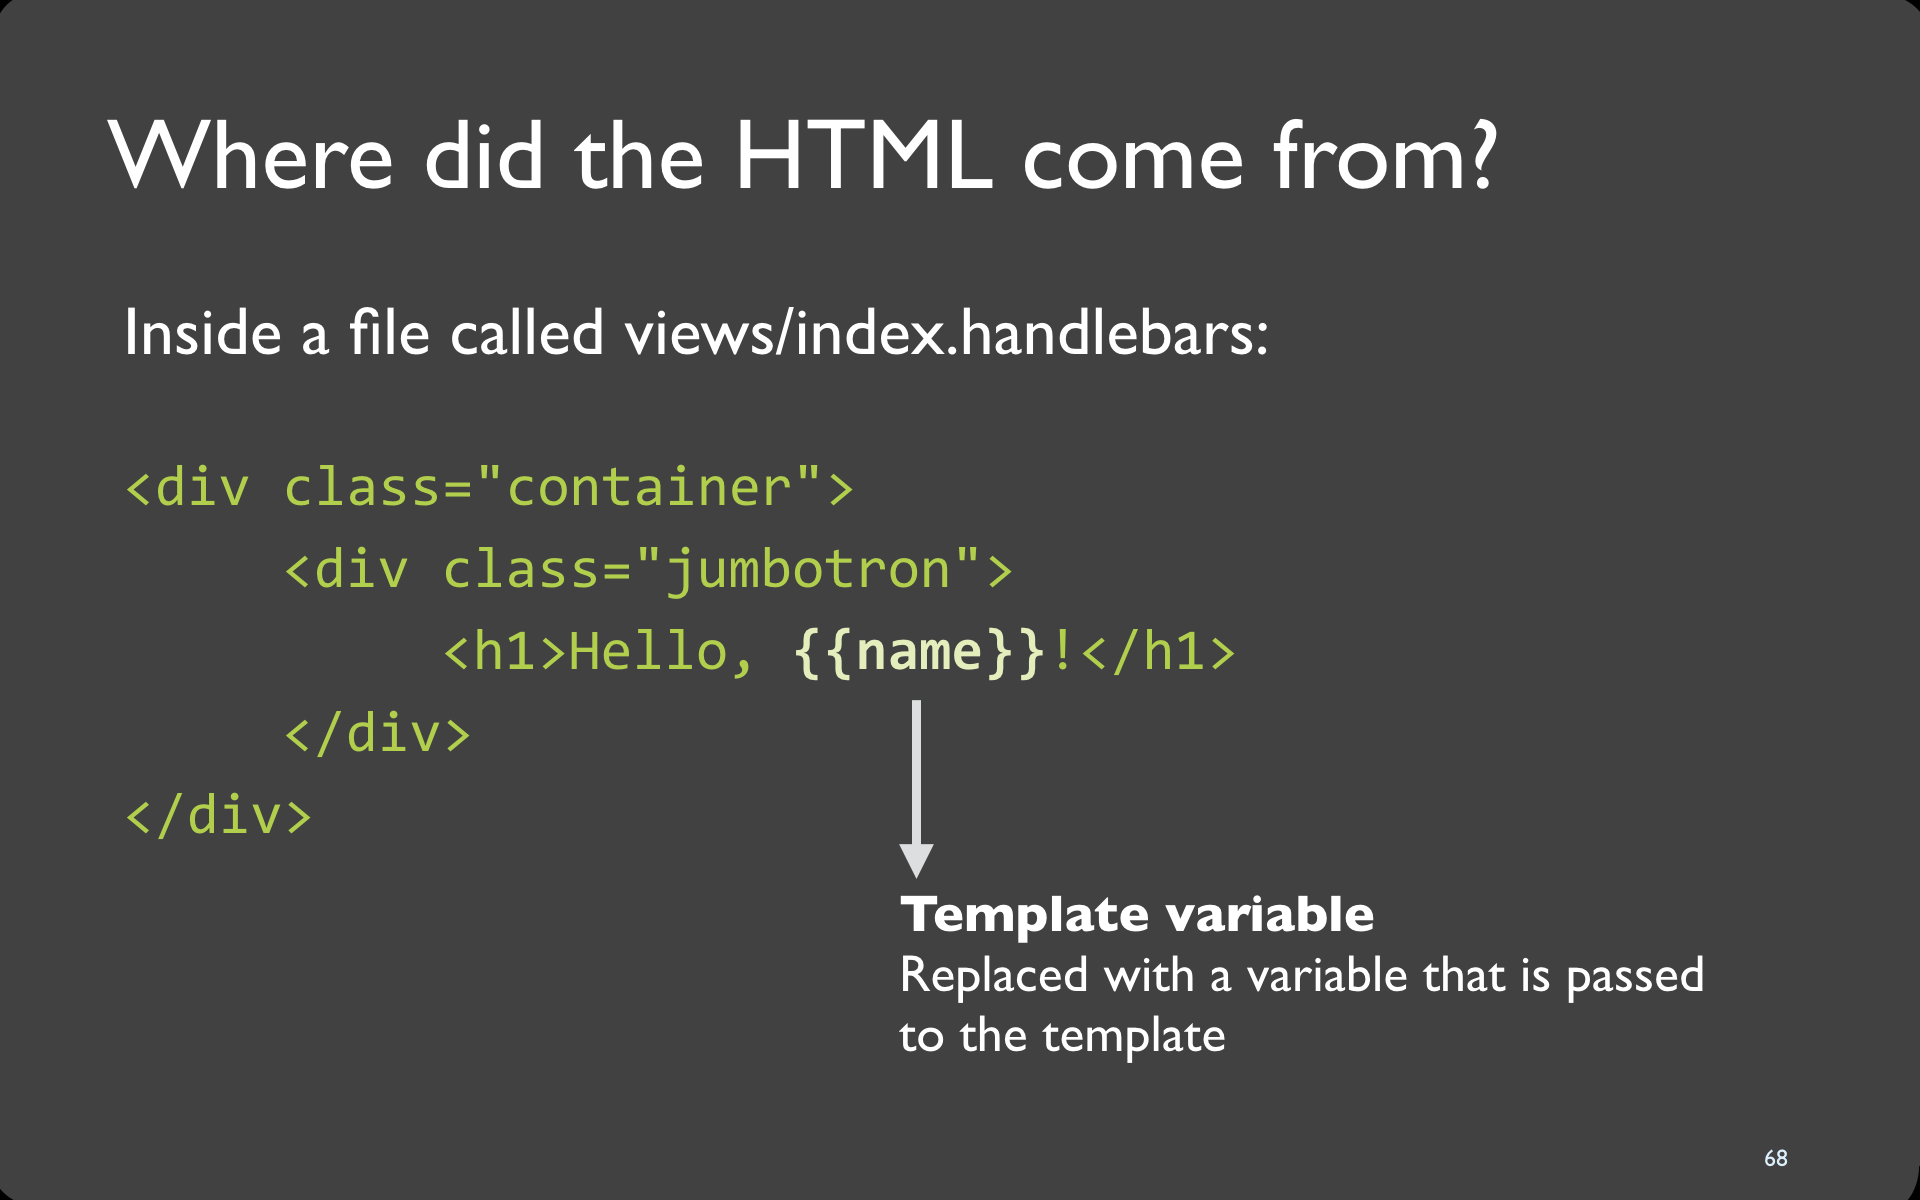 Where did the HTML come from?
Inside a file called views/index.handlebars:
<div class="container">
<div class="jumbotron">
<h1>Hello, {{name}}!</h1>
</div>
</div>
Template variable
Replaced with a variable that is passed
to the template
68